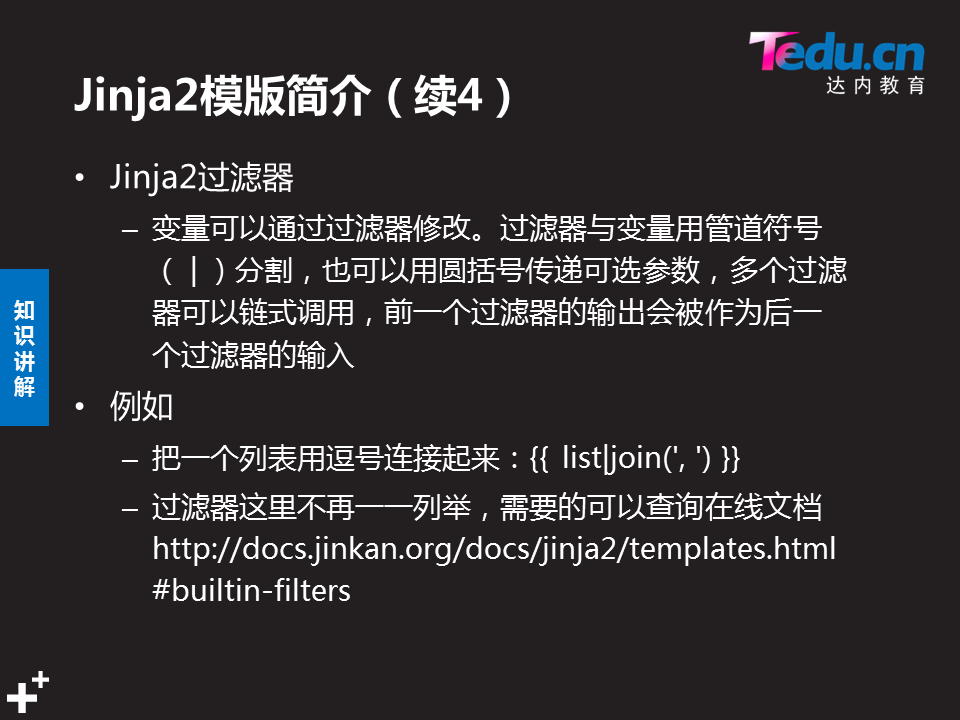 Tedu.cn
达内教育
Jinja2模版简介（续4）
• Jinja2过滤器
– 变量可以通过过滤器修改。过滤器与变量用管道符号
（ | ）分割，也可以用圆括号传递可选参数，多个过滤
器可以链式调用，前一个过滤器的输出会被作为后一
个过滤器的输入
知识讲解
• 例如
– 把一个列表用逗号连接起来：{{ list|join(', ') }}
– 过滤器这里不再一一列举，需要的可以查询在线文档
http://docs.jinkan.org/docs/jinja2/templates.html
#builtin-filters